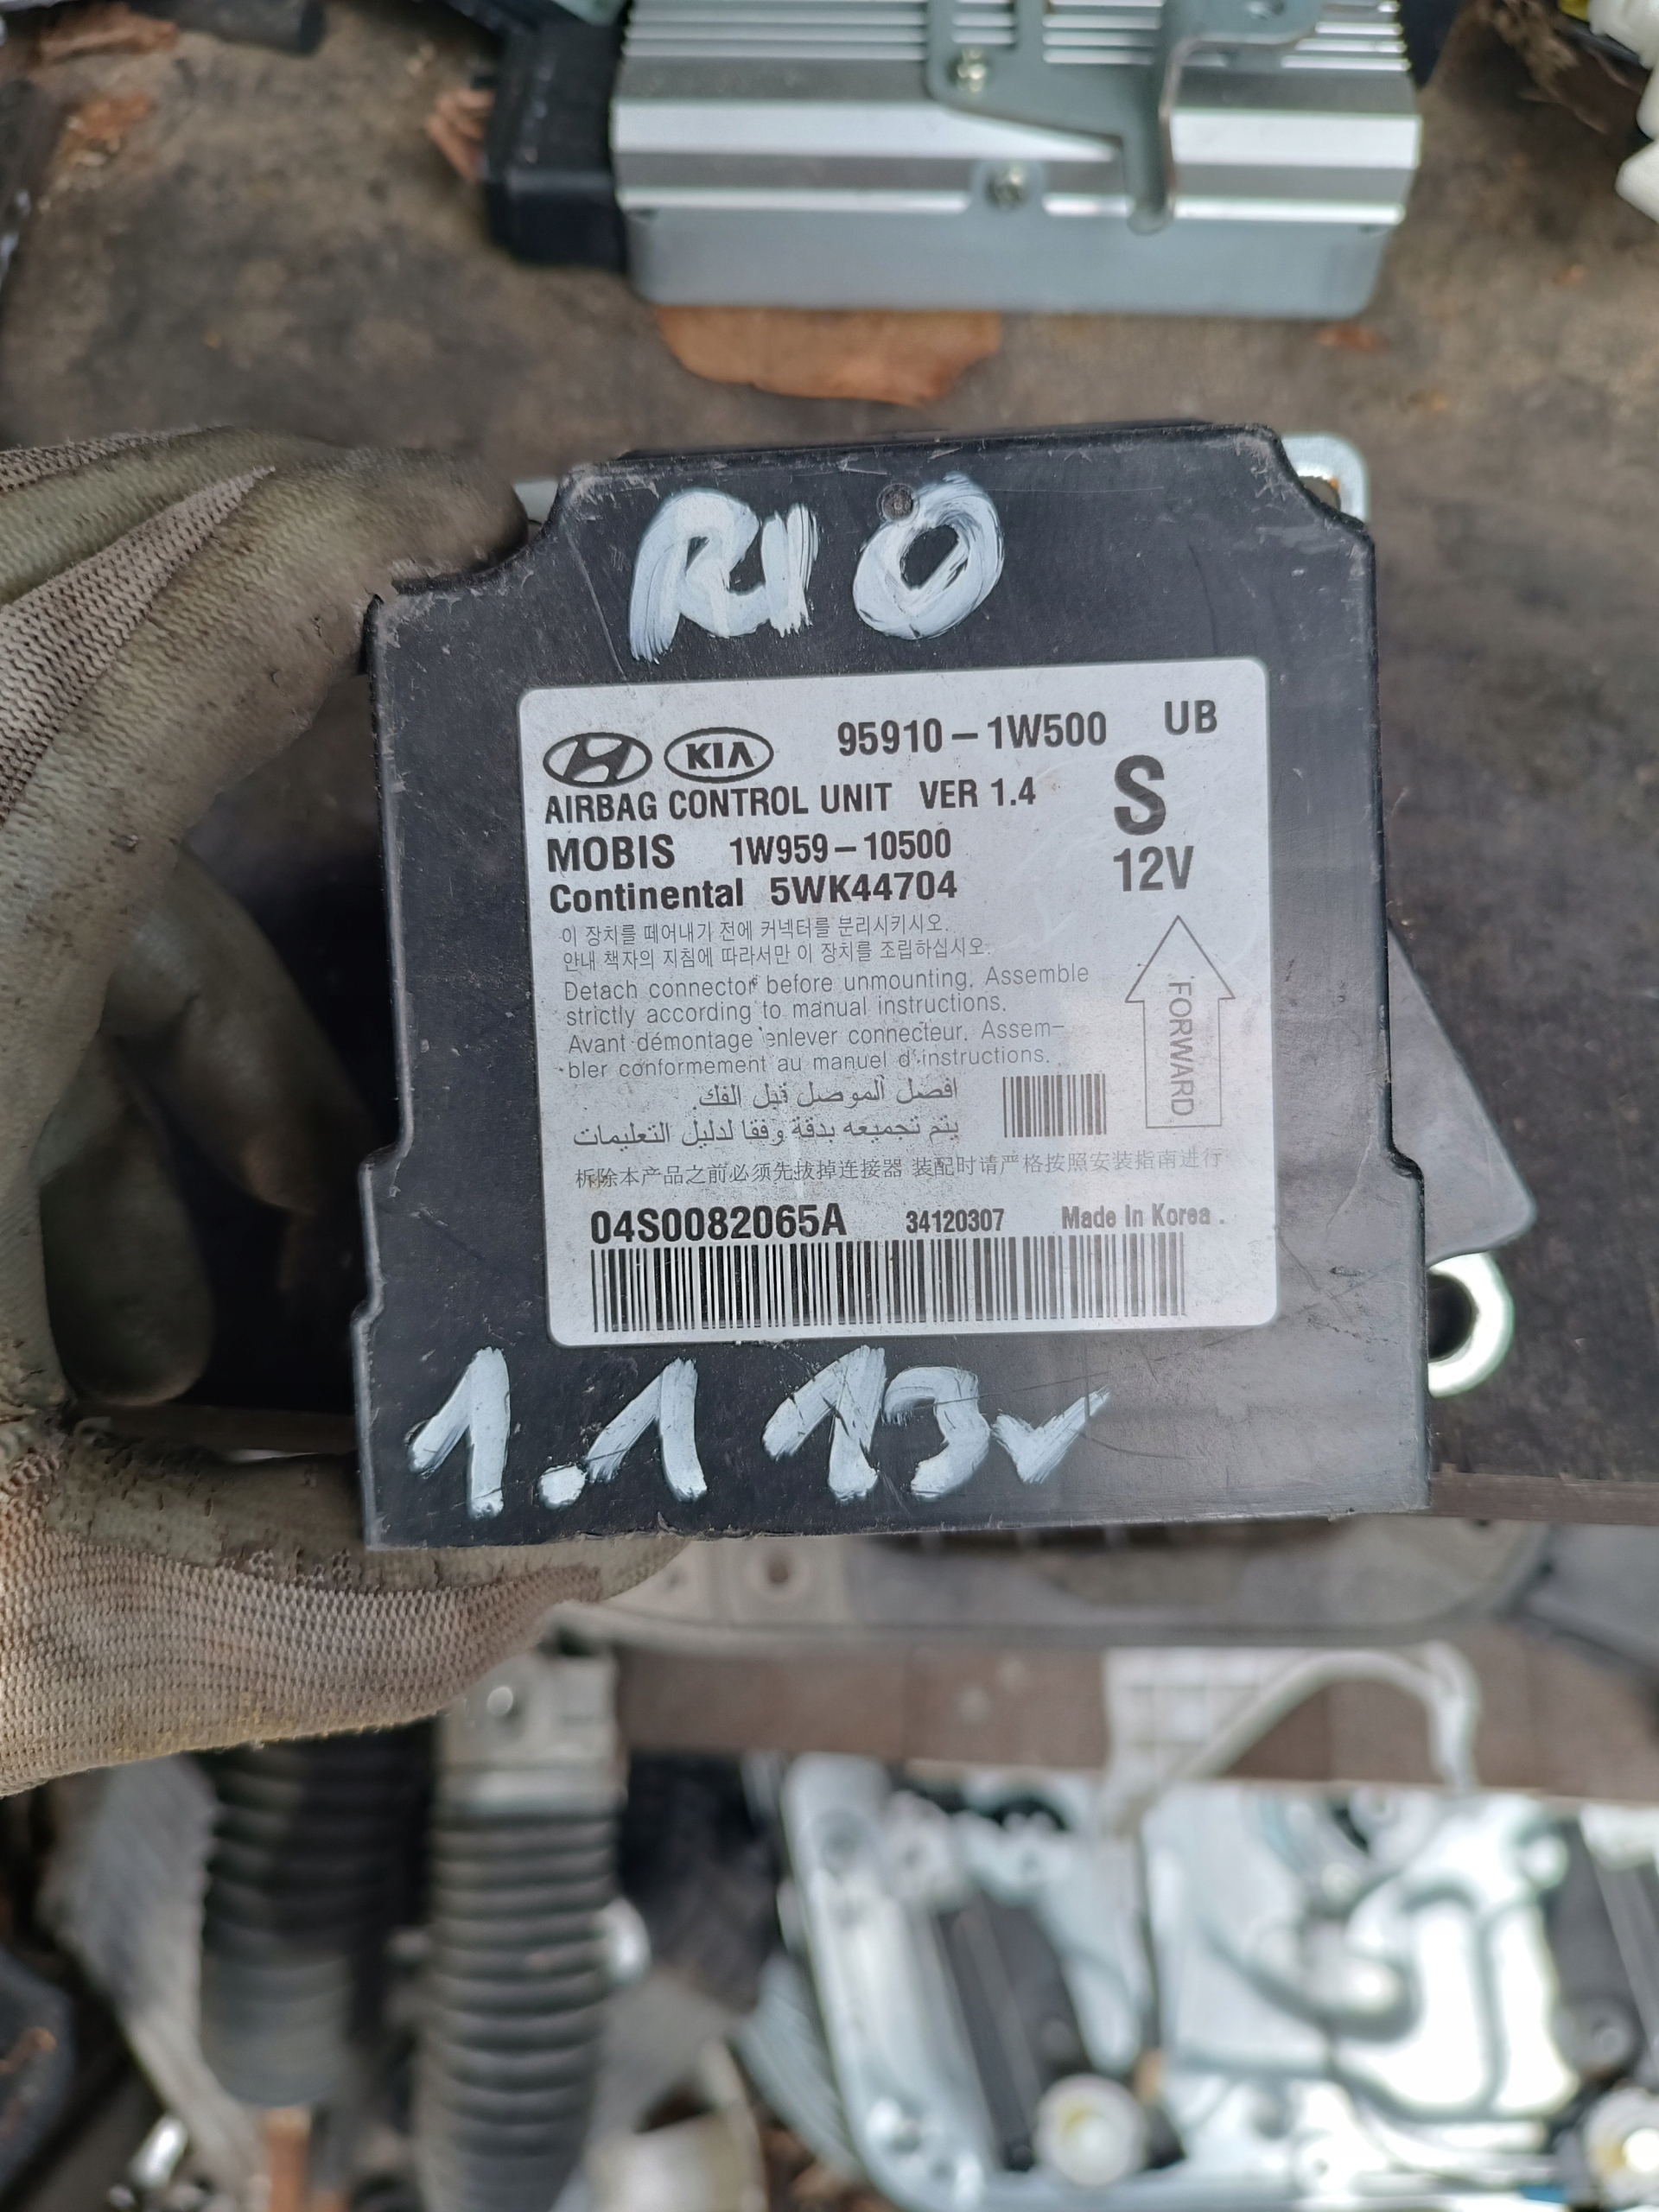 RIO
KIA 95910-1W500 UB
AIRBAG CONTROL UNIT VER 1.4 S
MOBIS 1W959-10500
12V
Continental 5WK44704
이 장치를 떼어내가 전에 커넥터를 분리시키시오.
안내 책자의 지침에 따라서만 이 장치를 조립하십시오.
Detach connector before unmounting. Assemble
strictly according to manual instructions.
Avant démontage enlever connecteur. Assem-
bler conformement au manuel d'instructions.
FORWARD
افصل الموصل قبل الفك.
يتم تجميعه بدقة وفقا لدليل التعليمات
柝除本产品之前必须先拔掉连接器 装配时请严格按照安装指南进行
04S0082065A 34120307 Made In Korea.
1.1 13v